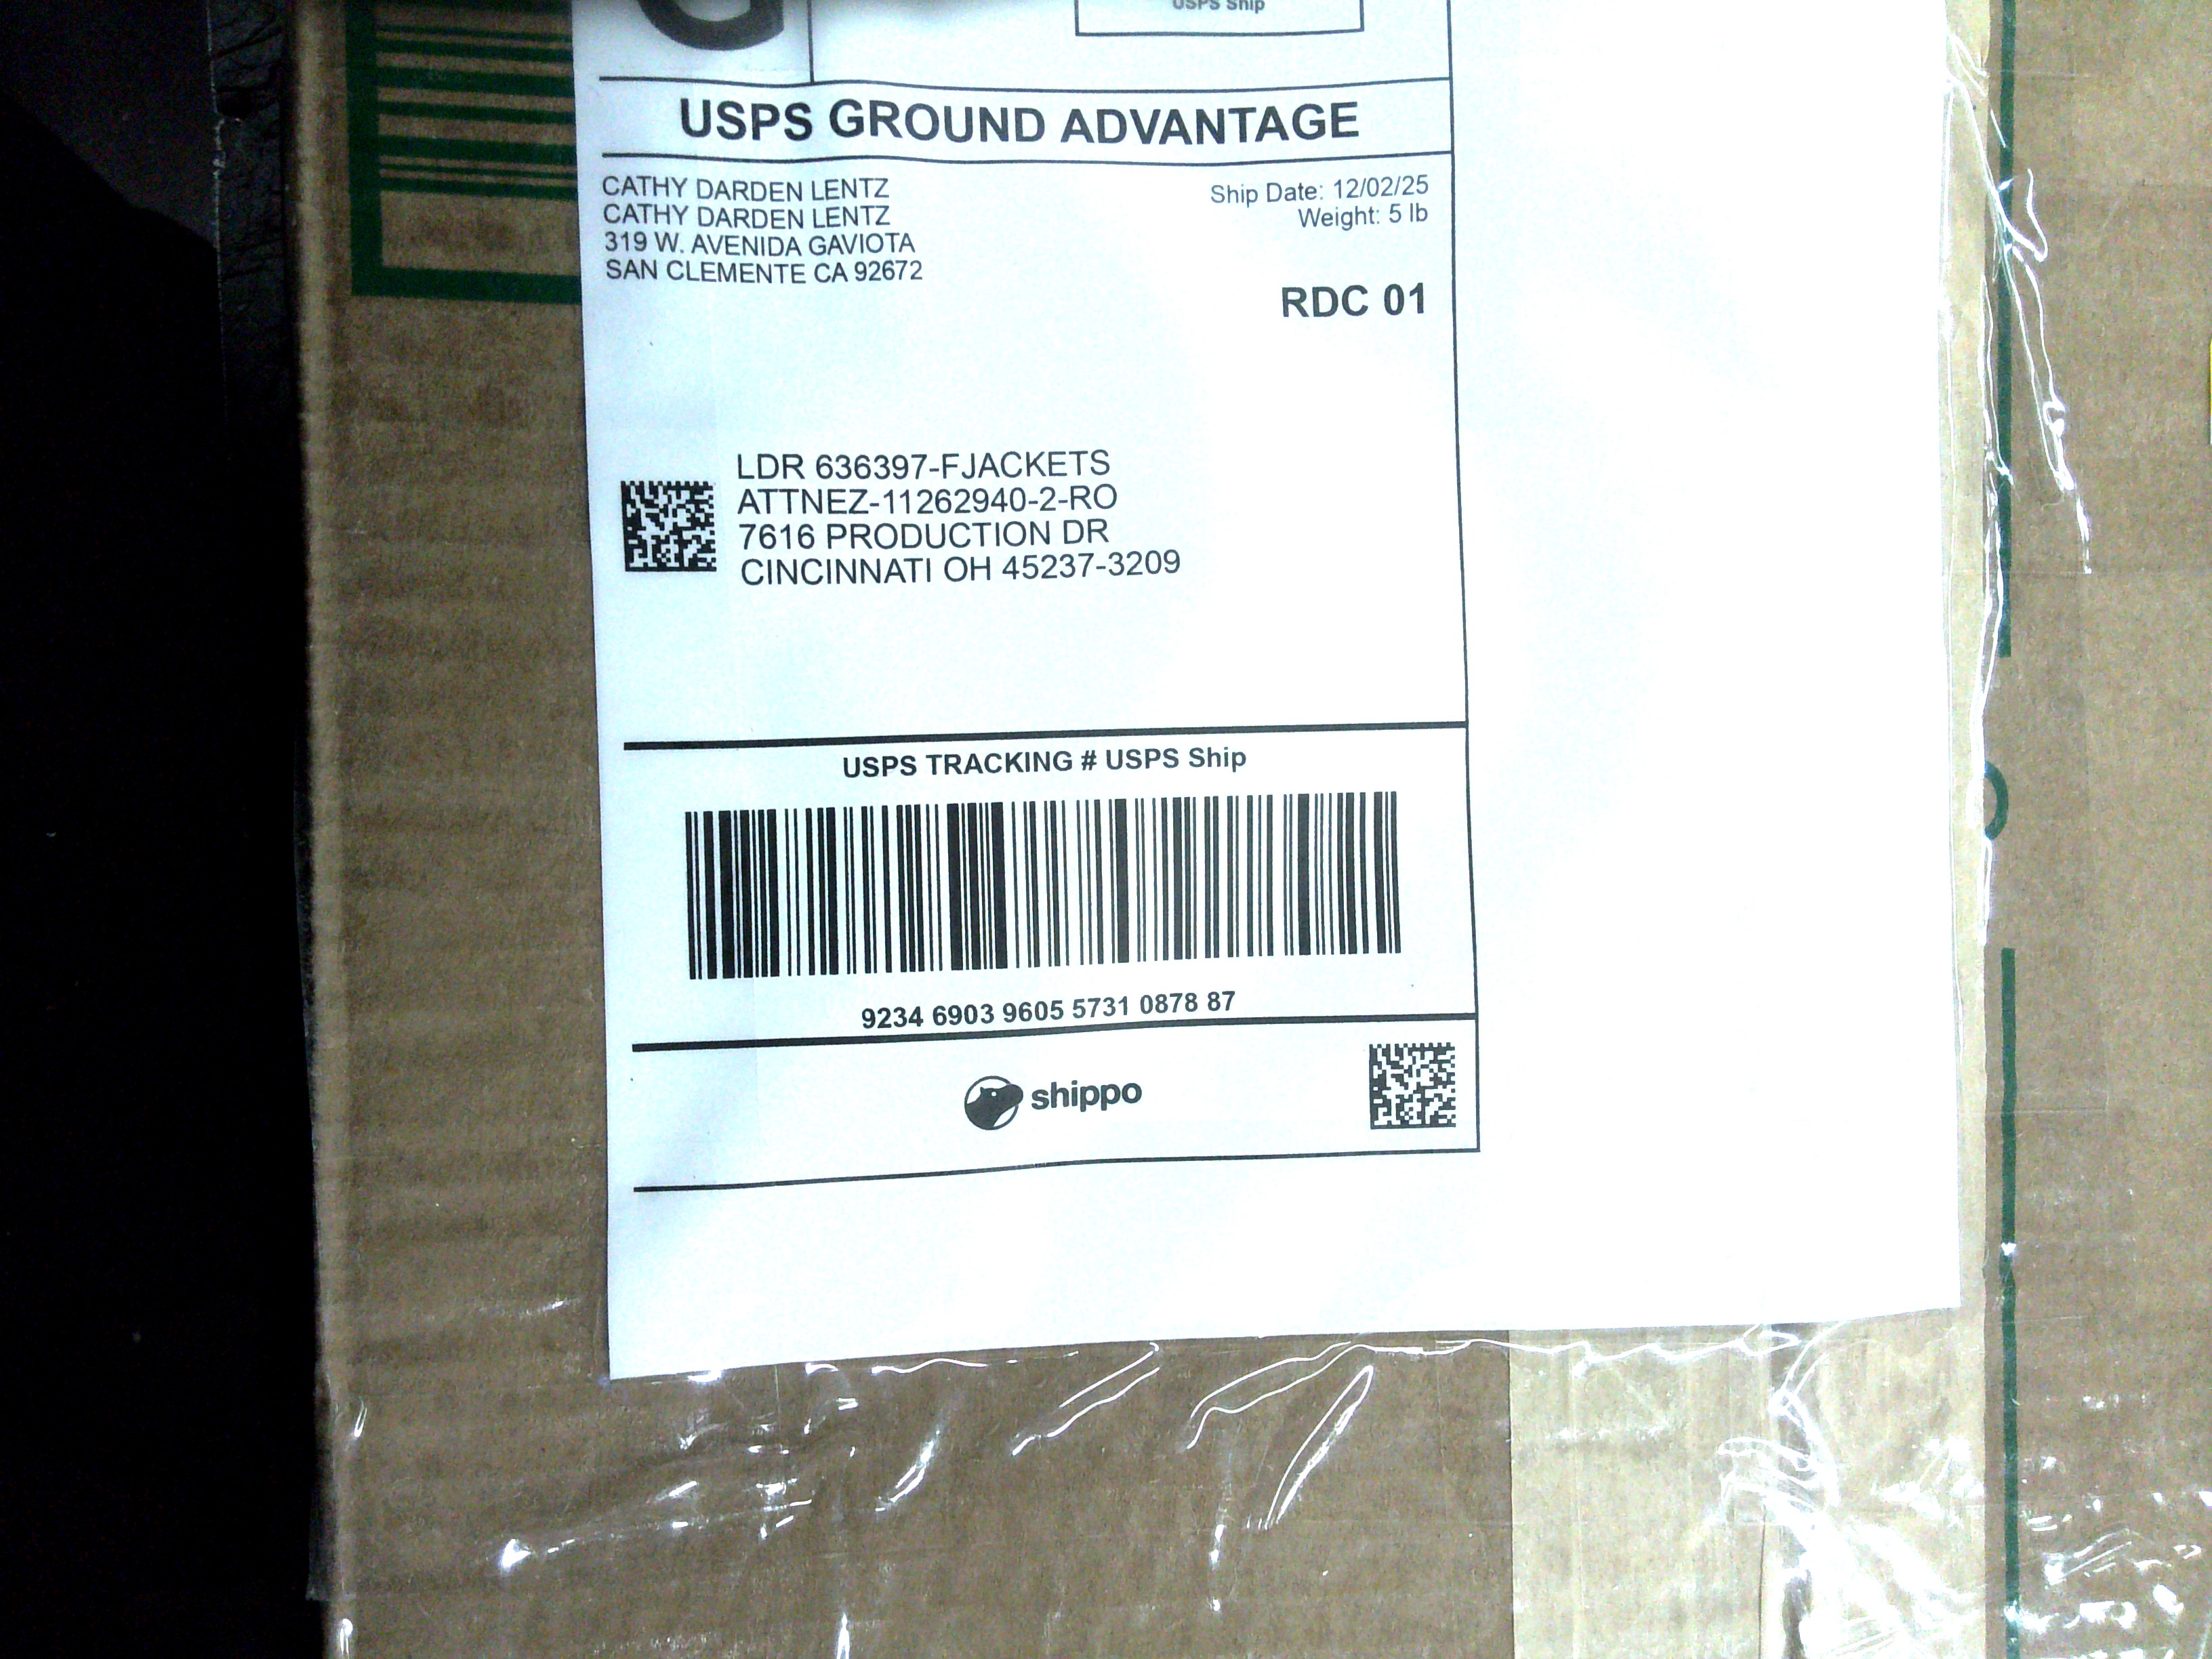 G
USPS Ship
USPS GROUND ADVANTAGE
CATHY DARDEN LENTZ
CATHY DARDEN LENTZ
319 W. AVENIDA GAVIOTA
SAN CLEMENTE CA 92672
Ship Date: 12/02/25
Weight: 5 lb
RDC 01
LDR 636397-FJACKETS
ATTNEZ-11262940-2-RO
7616 PRODUCTION DR
CINCINNATI OH 45237-3209
USPS TRACKING # USPS Ship
9234 6903 9605 5731 0878 87
shippo